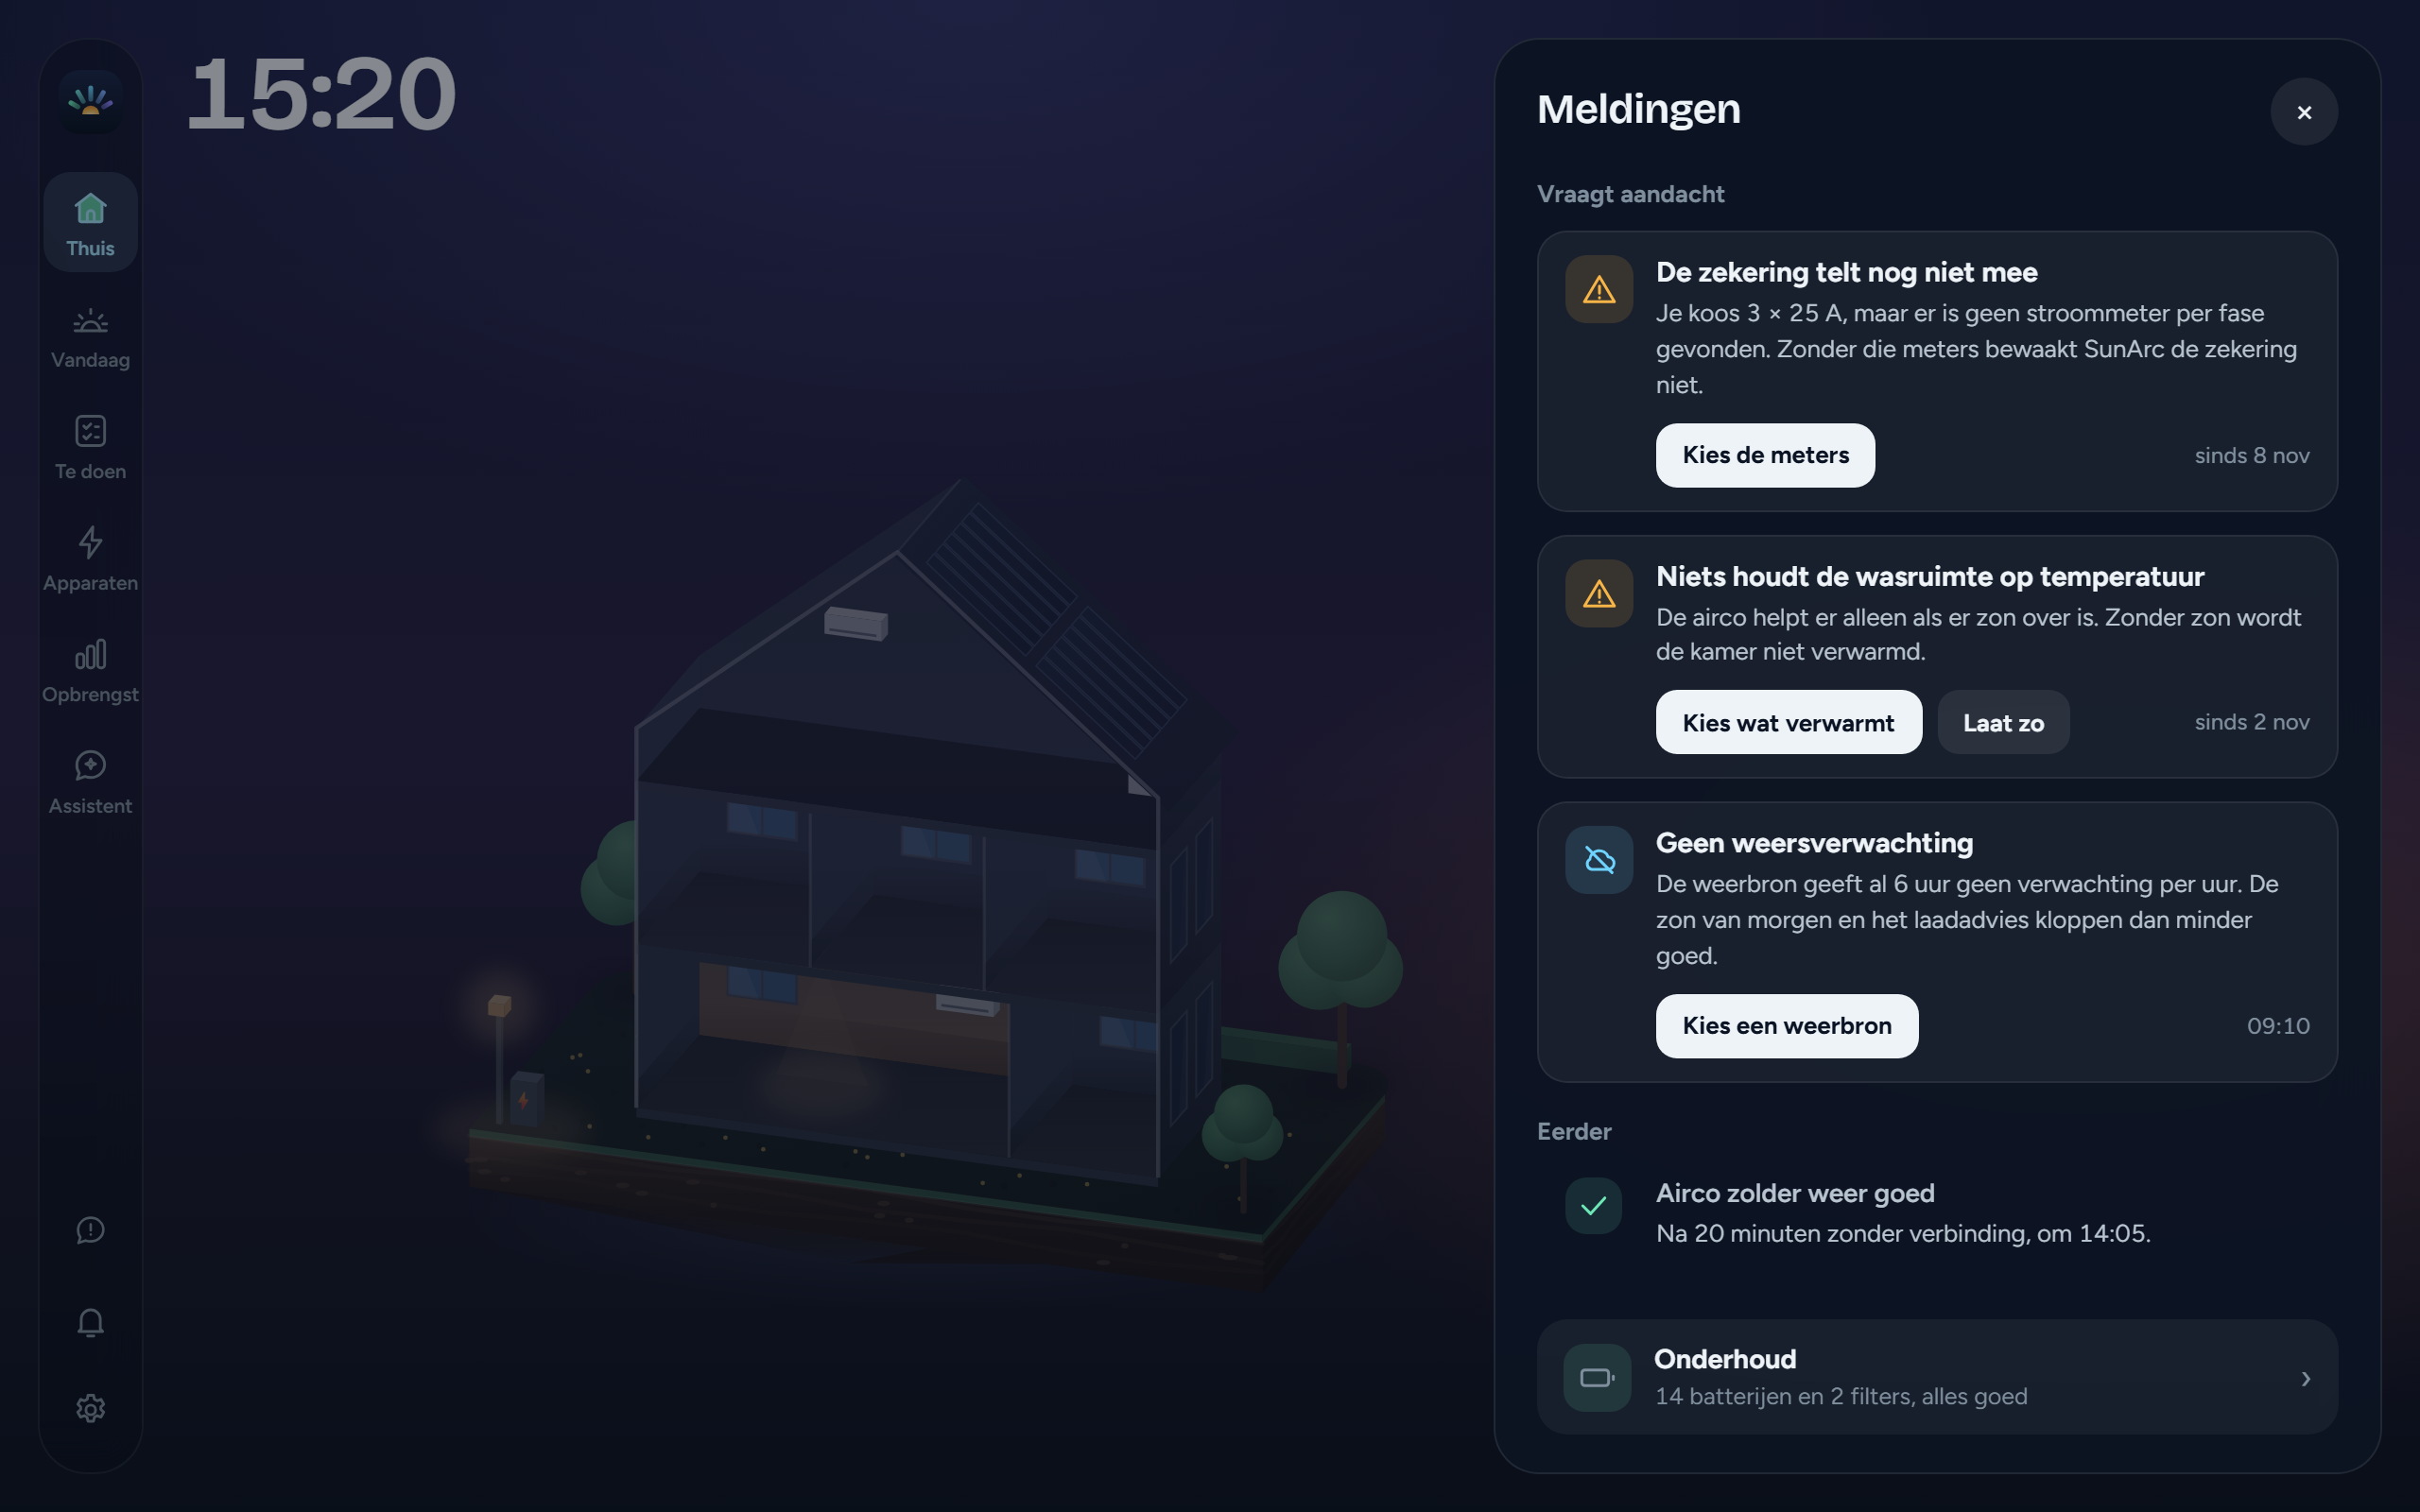 15:20
Thuis
Vandaag
Te doen
Apparaten
Opbrengst
Assistent
Meldingen
Vraagt aandacht
De zekering telt nog niet mee
Je koos 3 × 25 A, maar er is geen stroommeter per fase
gevonden. Zonder die meters bewaakt SunArc de zekering
niet.
Kies de meters
sinds 8 nov
Niets houdt de wasruimte op temperatuur
De airco helpt er alleen als er zon over is. Zonder zon wordt
de kamer niet verwarmd.
Kies wat verwarmt
Laat zo
sinds 2 nov
Geen weersverwachting
De weerbron geeft al 6 uur geen verwachting per uur. De
zon van morgen en het laadadvies kloppen dan minder
goed.
Kies een weerbron
09:10
Eerder
Airco zolder weer goed
Na 20 minuten zonder verbinding, om 14:05.
Onderhoud
14 batterijen en 2 filters, alles goed